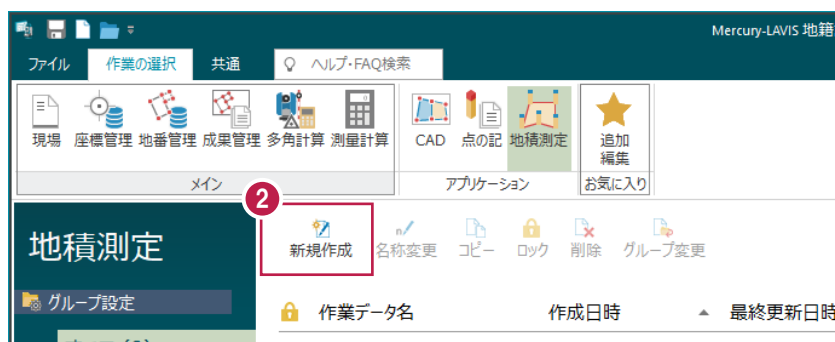 Mercury-LAVIS 地籍
ファイル 作業の選択 共通 ヘルプ・FAQ検索
現場 座標管理 地番管理 成果管理 多角計算 測量計算 CAD 点の記 地積測定 追加
編集
メイン アプリケーション お気に入り
2
地積測定
新規作成 名称変更 コピー ロック 削除 グループ変更
グループ設定
作業データ名 作成日時 最終更新日時